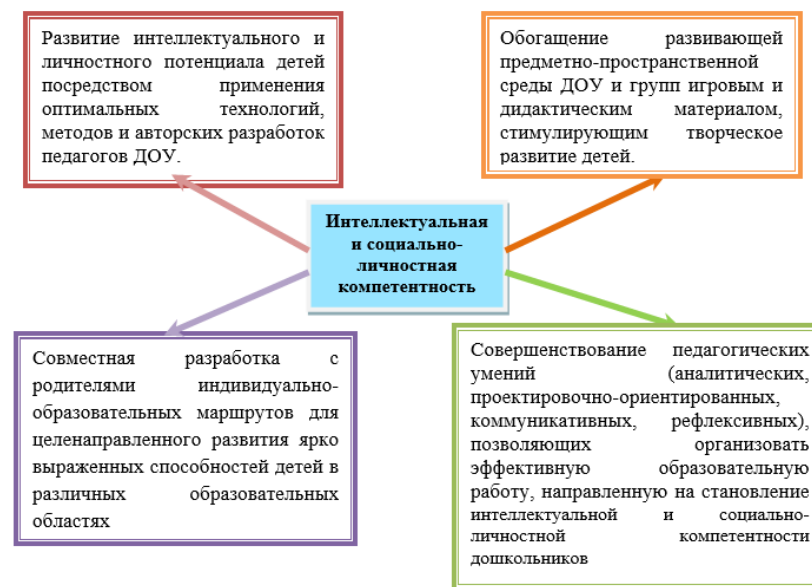 Развитие интеллектуального и
личностного потенциала детей
посредством применения
оптимальных технологий,
методов и авторских разработок
педагогов ДОУ.
Обогащение развивающей
предметно-пространственной
среды ДОУ и групп игровым и
дидактическим материалом,
стимулирующим творческое
развитие детей.
Интеллектуальная
и социально-
личностная
компетентность
Совместная разработка с
родителями индивидуально-
образовательных маршрутов для
целенаправленного развития ярко
выраженных способностей детей в
различных образовательных
областях
Совершенствование педагогических
умений (аналитических,
проектировочно-ориентированных,
коммуникативных, рефлексивных),
позволяющих организовать
эффективную образовательную
работу, направленную на становление
интеллектуальной и социально-
личностной компетентности
дошкольников